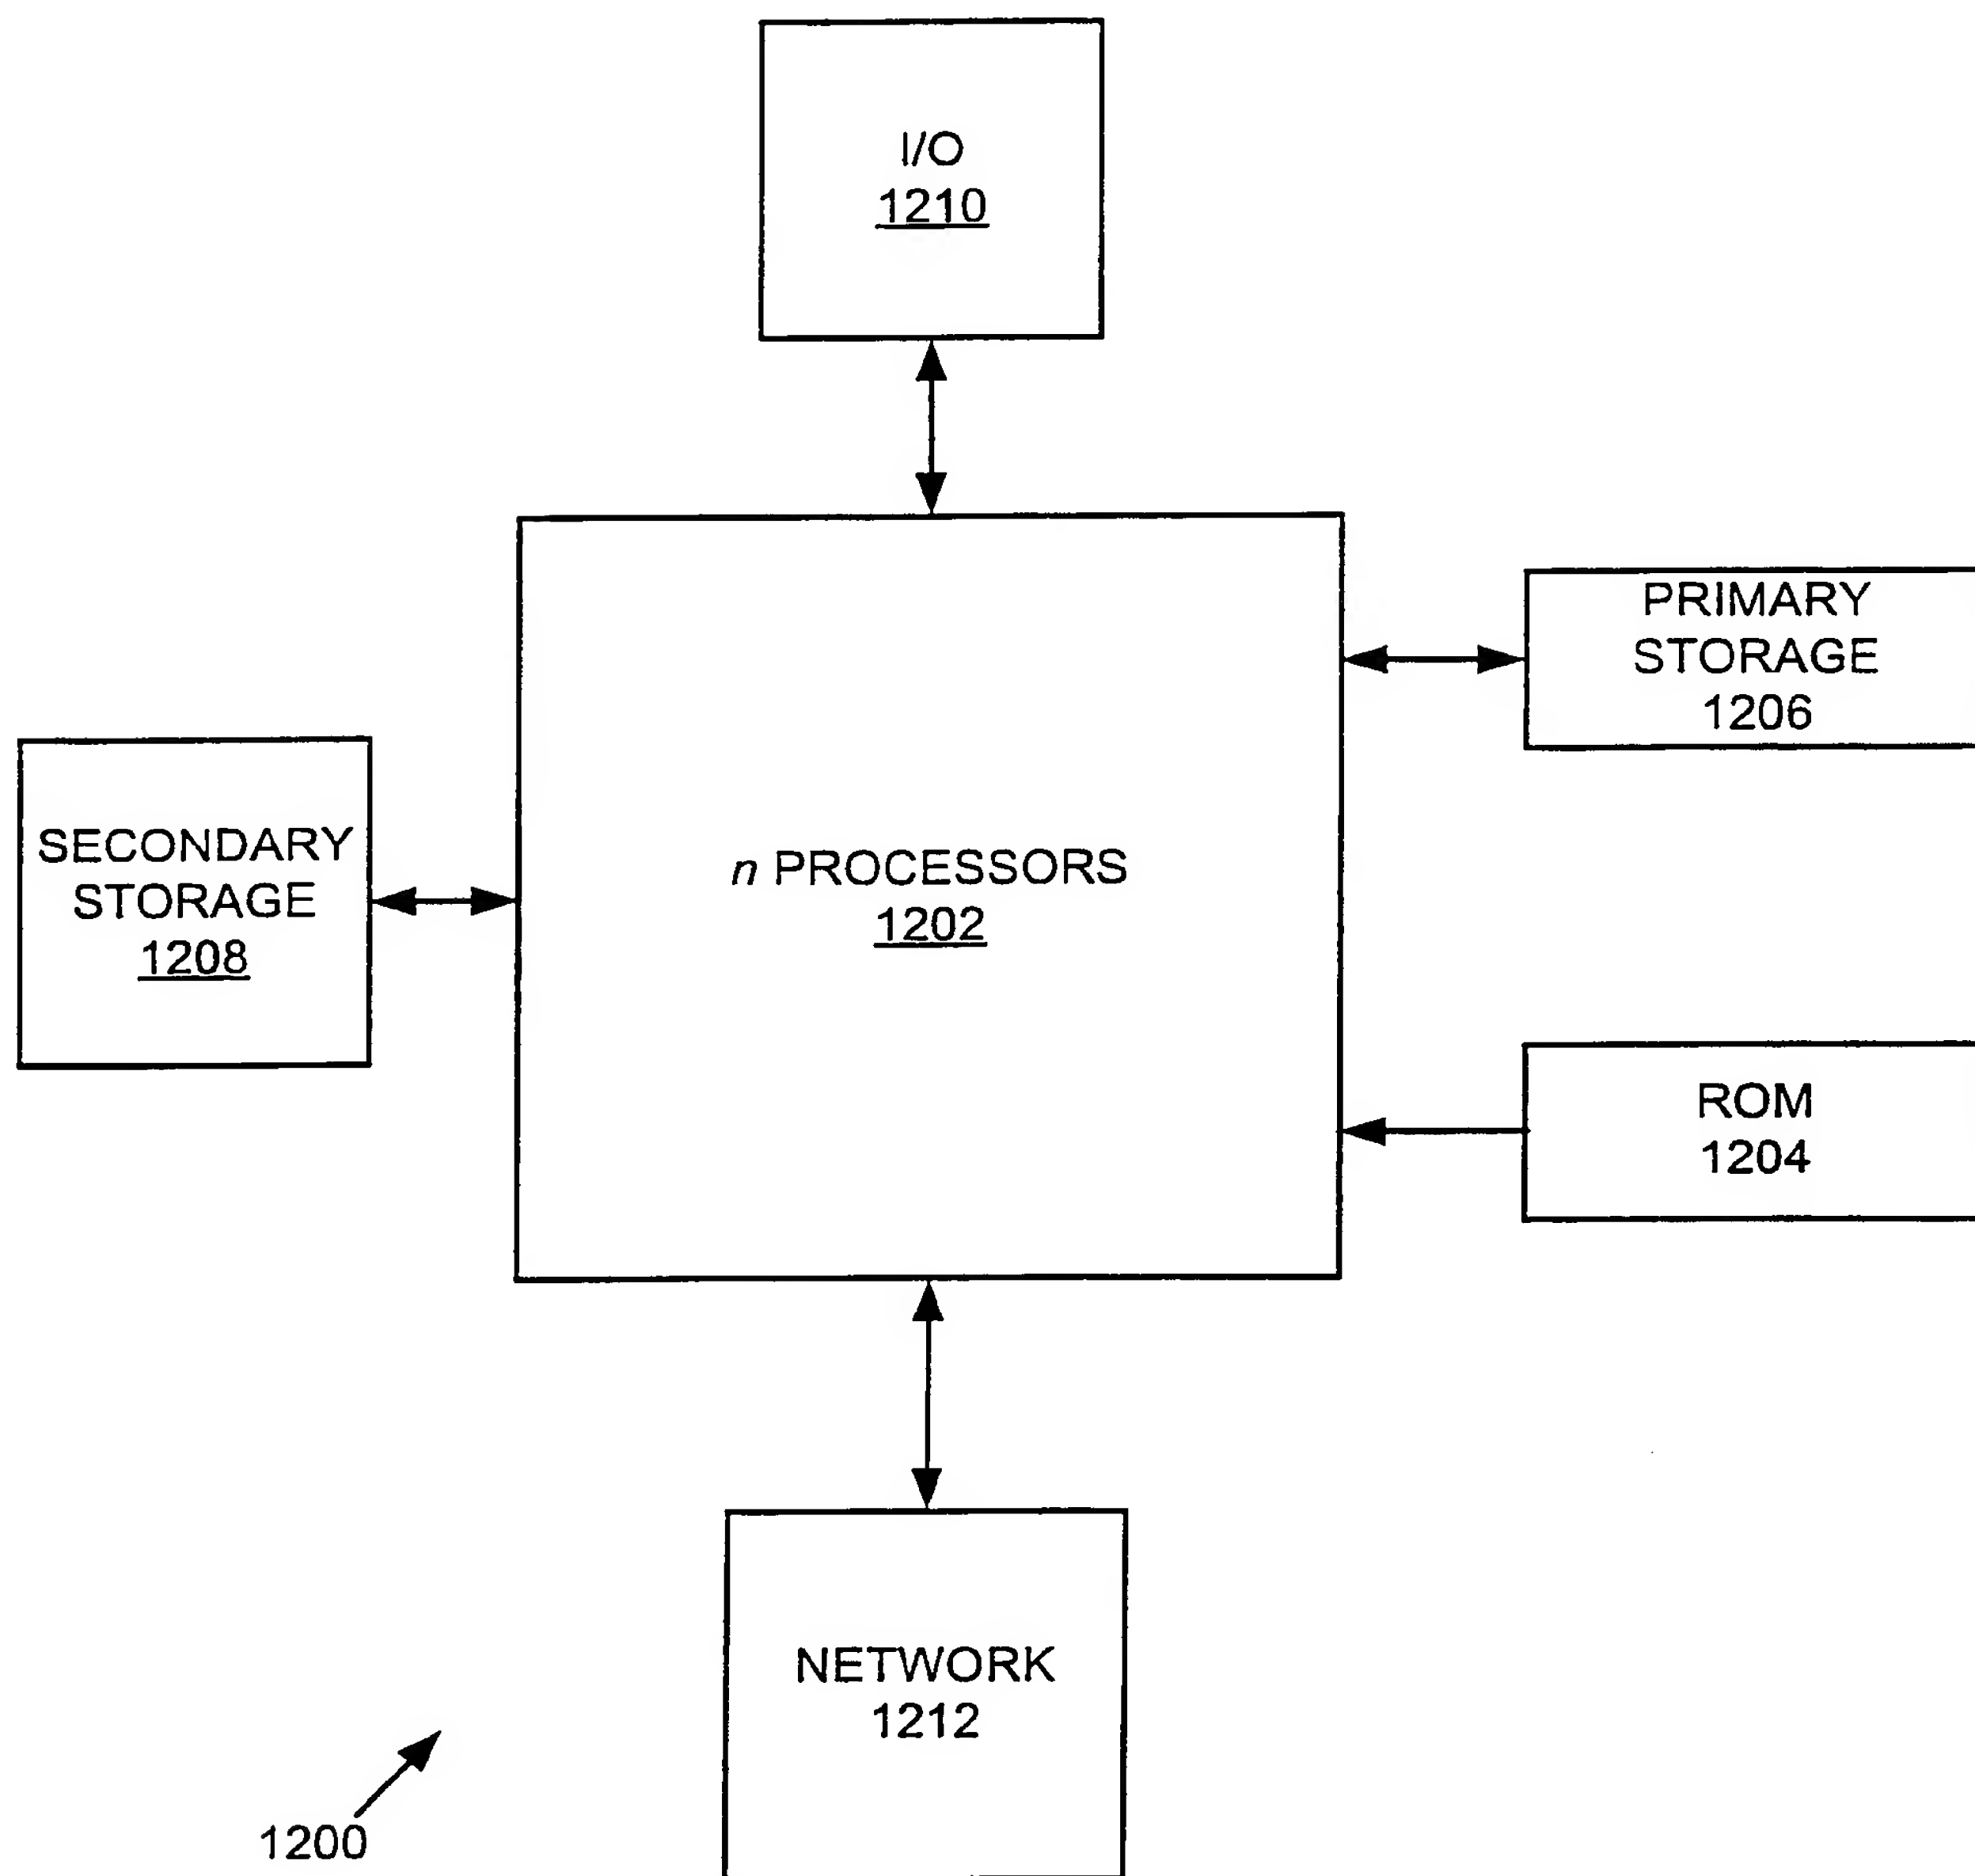 I/O
1210
PRIMARY
STORAGE
1206
SECONDARY
STORAGE
1208
n PROCESSORS
1202
ROM
1204
NETWORK
1212
1200